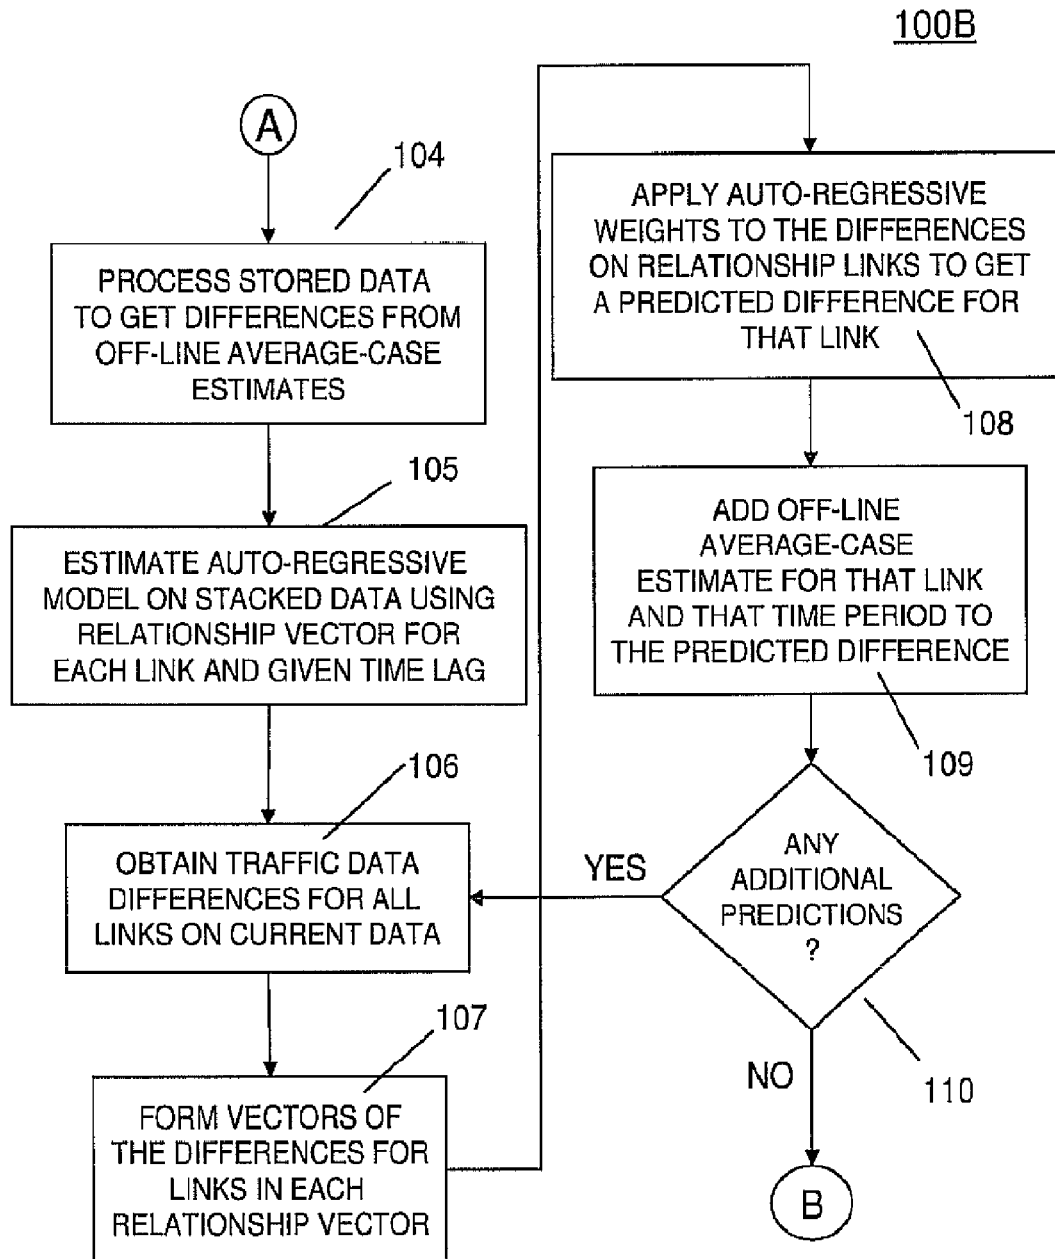 100B
A
104
PROCESS STORED DATA
TO GET DIFFERENCES FROM
OFF-LINE AVERAGE-CASE
ESTIMATES
105
ESTIMATE AUTO-REGRESSIVE
MODEL ON STACKED DATA USING
RELATIONSHIP VECTOR FOR
EACH LINK AND GIVEN TIME LAG
106
OBTAIN TRAFFIC DATA
DIFFERENCES FOR ALL
LINKS ON CURRENT DATA
107
FORM VECTORS OF
THE DIFFERENCES FOR
LINKS IN EACH
RELATIONSHIP VECTOR
APPLY AUTO-REGRESSIVE
WEIGHTS TO THE DIFFERENCES
ON RELATIONSHIP LINKS TO GET
A PREDICTED DIFFERENCE FOR
THAT LINK
108
ADD OFF-LINE
AVERAGE-CASE
ESTIMATE FOR THAT LINK
AND THAT TIME PERIOD TO
THE PREDICTED DIFFERENCE
109
YES
ANY
ADDITIONAL
PREDICTIONS
?
110
NO
B